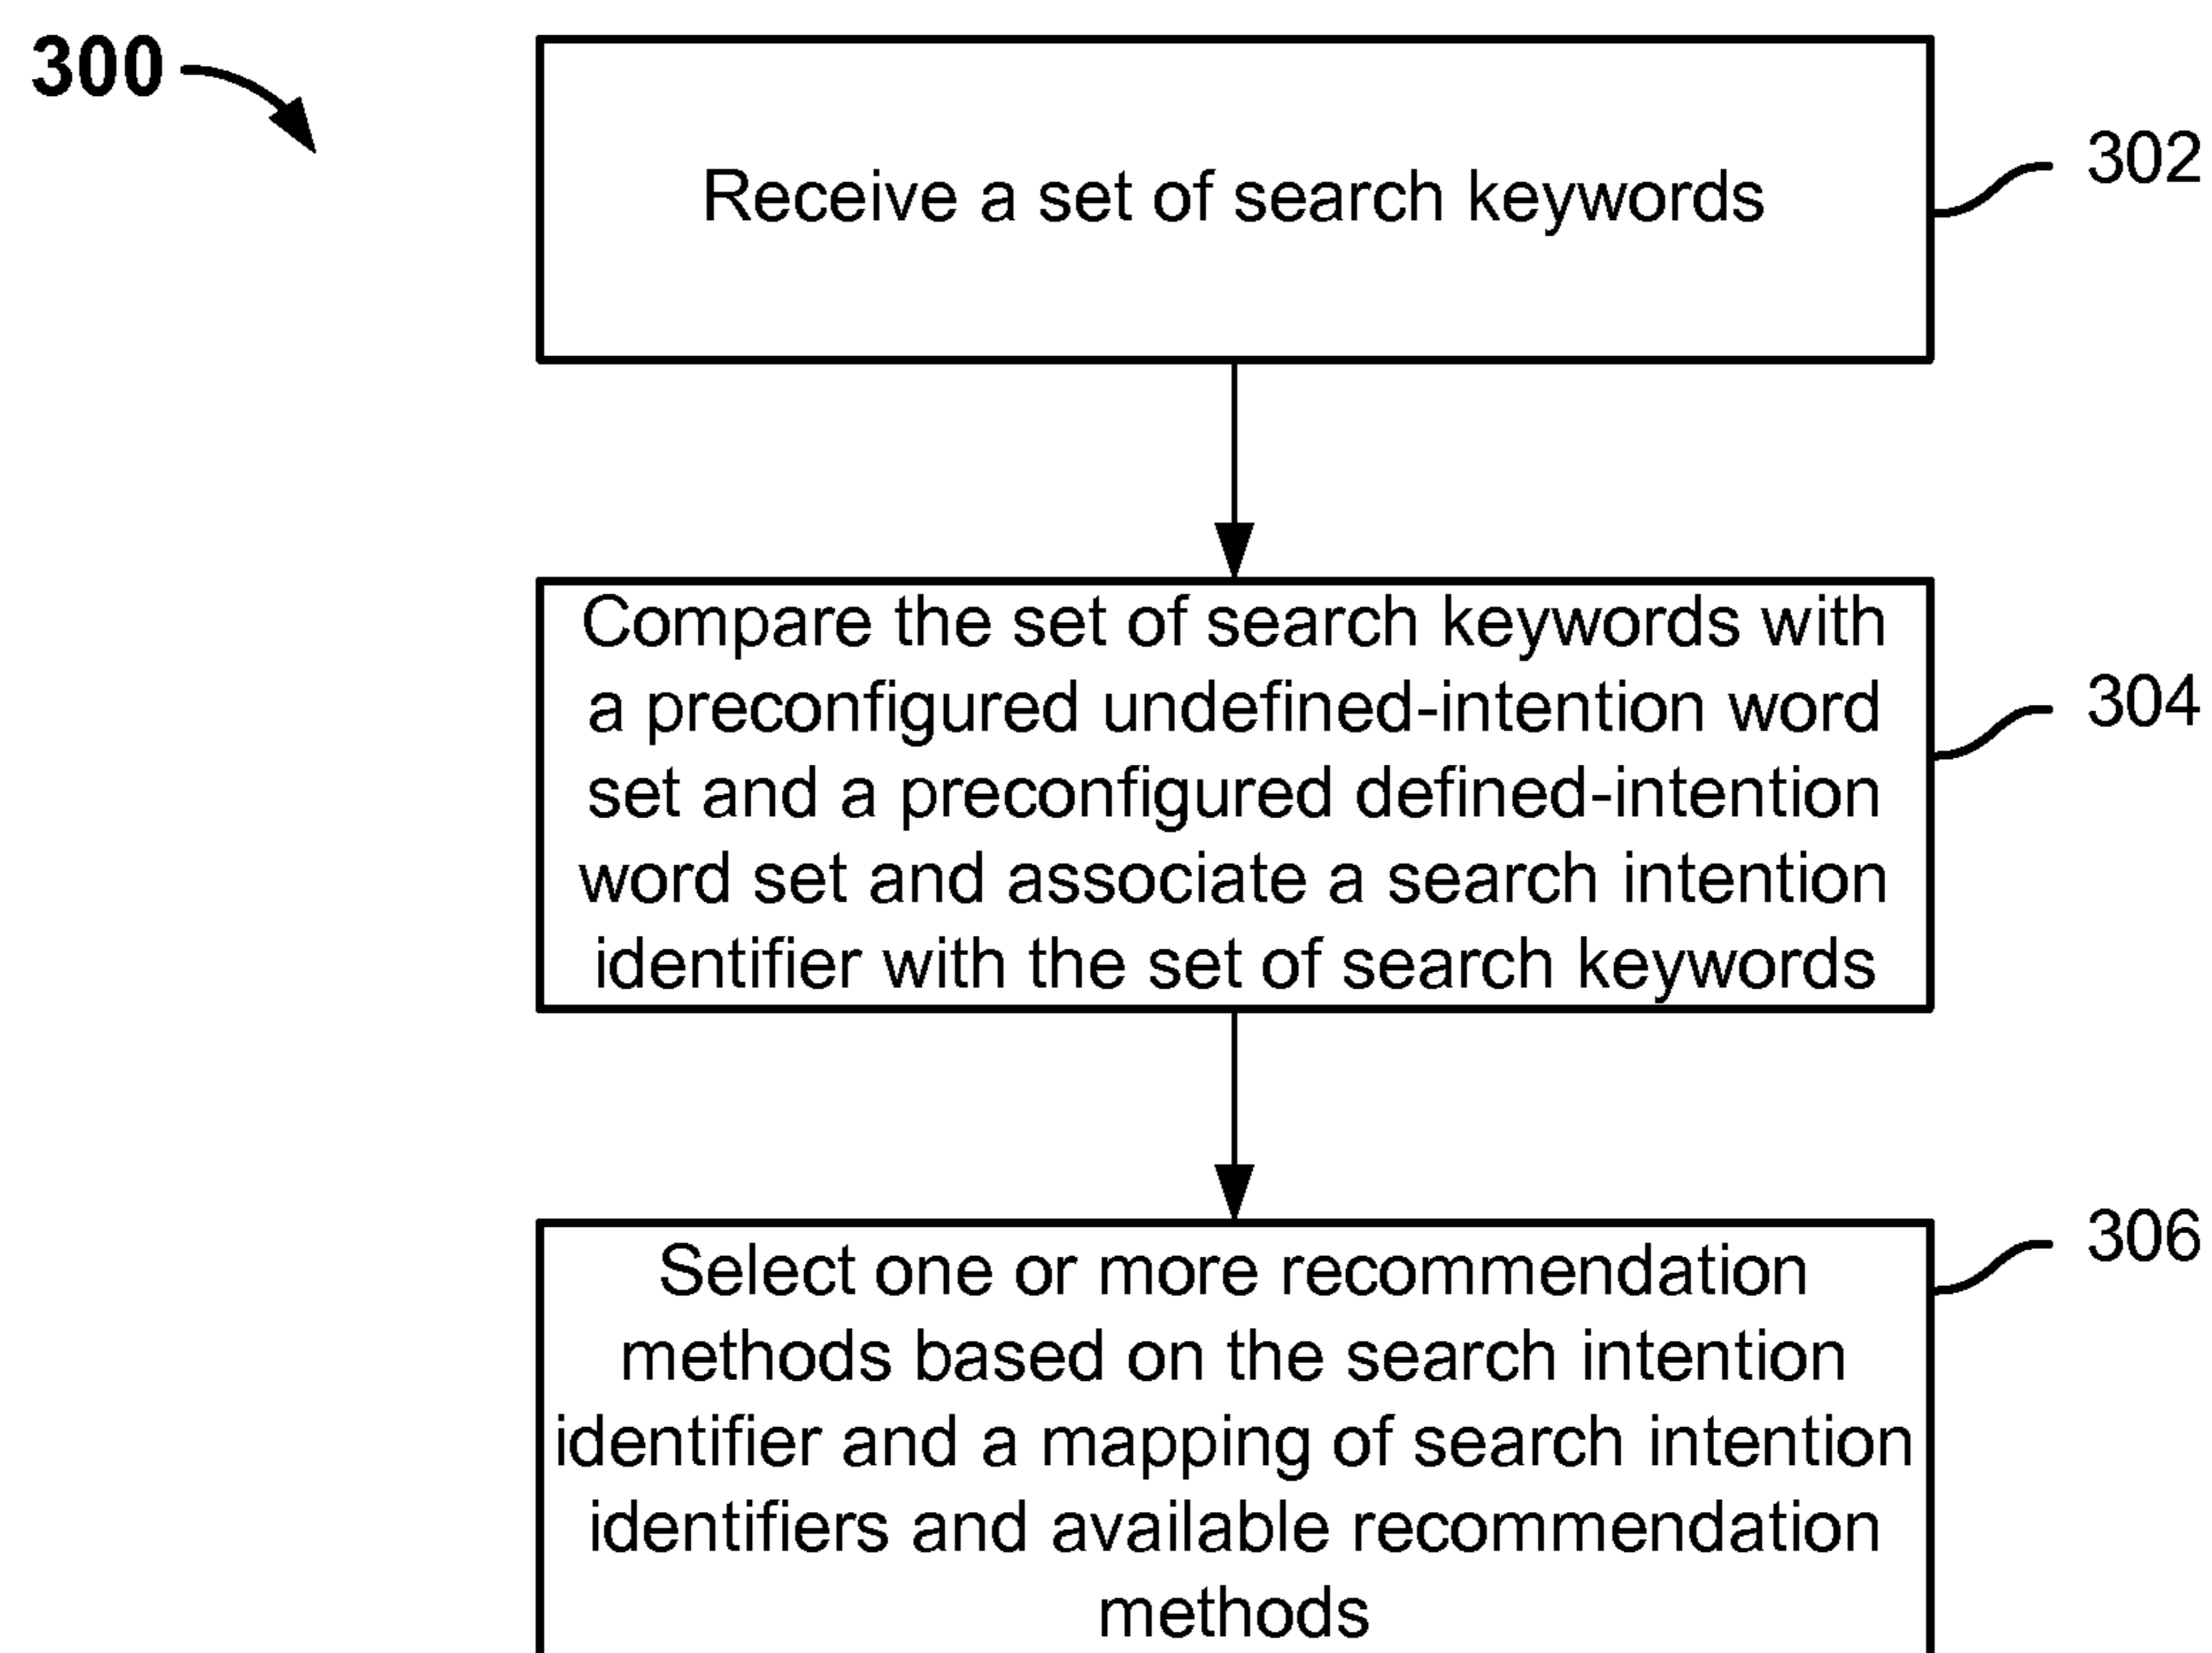 300
Receive a set of search keywords
302
Compare the set of search keywords with
a preconfigured undefined-intention word
set and a preconfigured defined-intention
word set and associate a search intention
identifier with the set of search keywords
304
Select one or more recommendation
methods based on the search intention
identifier and a mapping of search intention
identifiers and available recommendation
methods
306